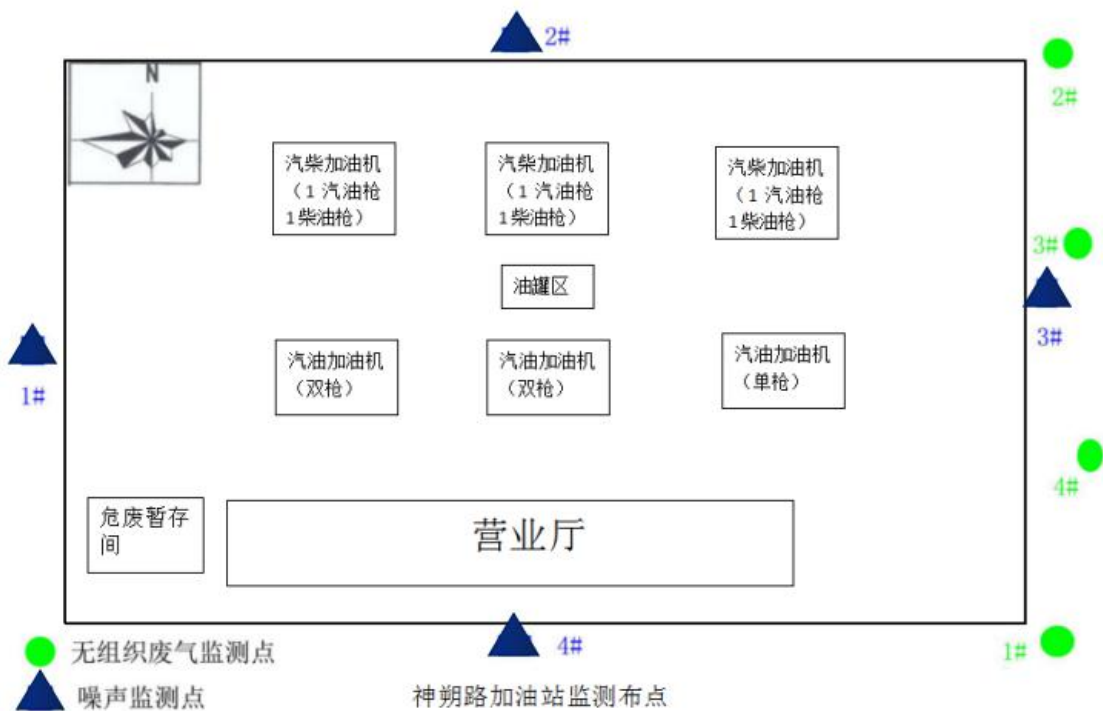 2#
N
2#
汽柴加油机
（1 汽油枪
1 柴油枪）
汽柴加油机
（1 汽油枪
1 柴油枪）
汽柴加油机
（1 汽油枪
1 柴油枪）
3#
油罐区
3#
1#
汽油加油机
（双枪）
汽油加油机
（双枪）
汽油加油机
（单枪）
4#
危废暂存
间
营业厅
4#
1#
无组织废气监测点
噪声监测点
神朔路加油站监测布点